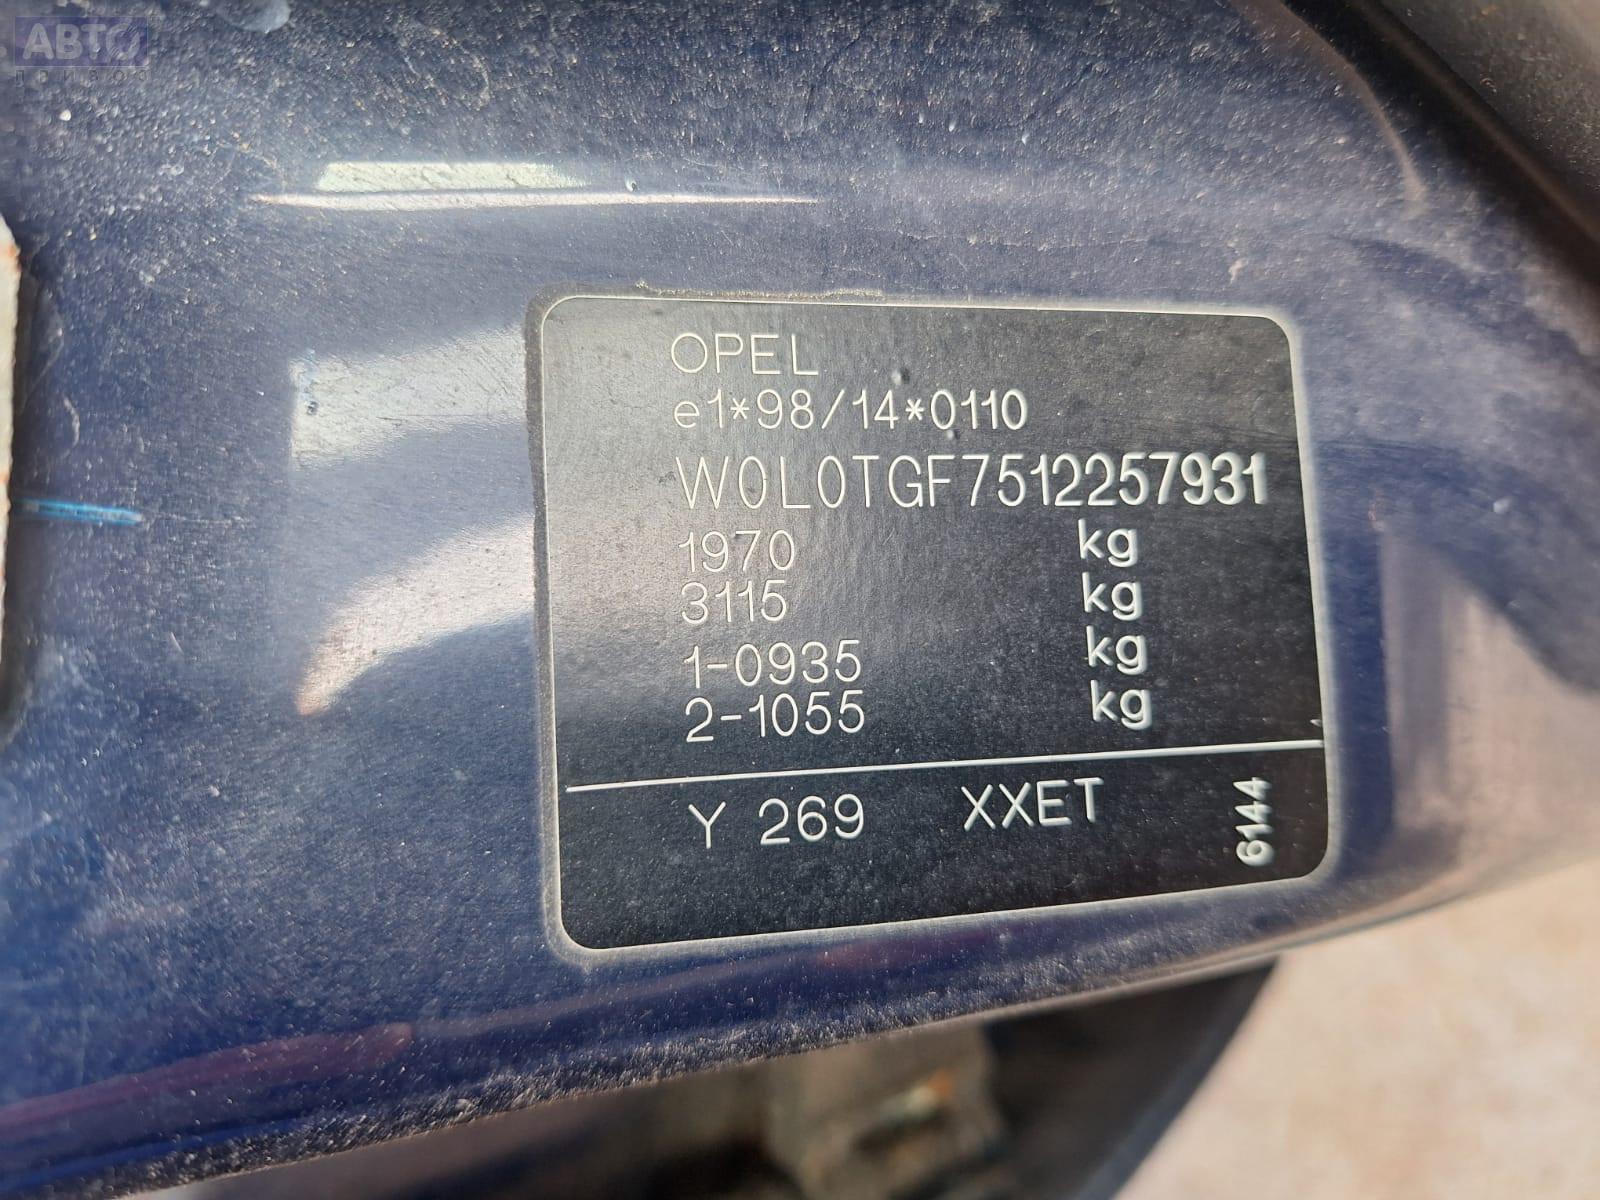 АВТО
ПРИВОЗ
OPEL
e1*98/14*0110
W0L0TGF7512257931
1970 kg
3115 kg
1-0935 kg
2-1055 kg
Y 269 XXET 6144